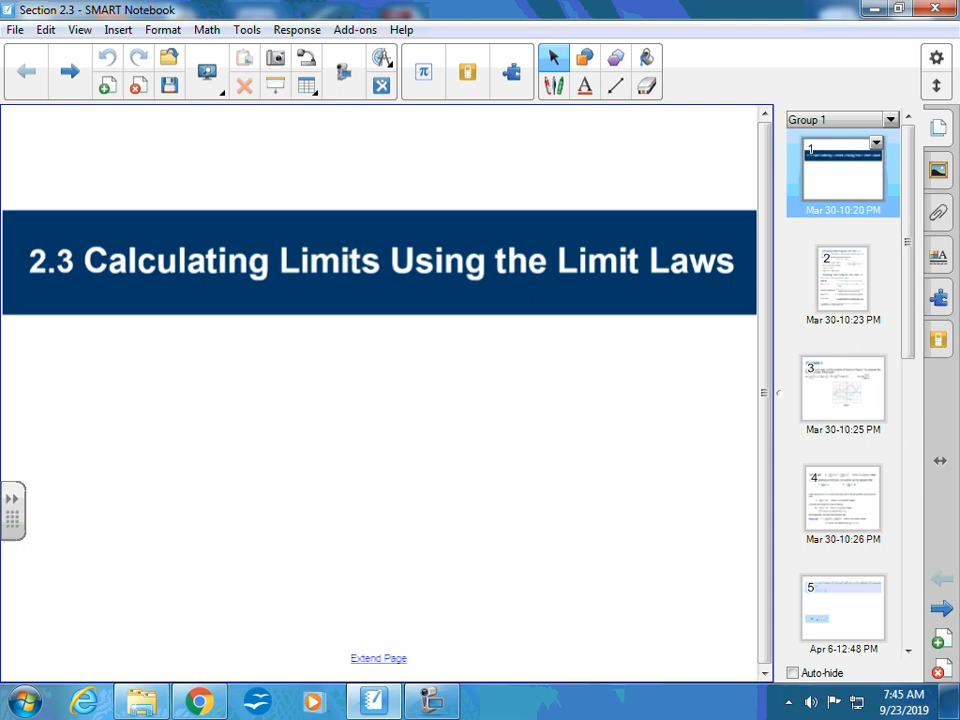 Section 2.3 - SMART Notebook
File Edit View Insert Format Math Tools Response Add-ons Help
Group 1
1
Mar 30-10:20 PM
2.3 Calculating Limits Using the Limit Laws
2
Mar 30-10:23 PM
3
Mar 30-10:25 PM
4
Mar 30-10:26 PM
5
Apr 6-12:48 PM
Extend Page
Auto-hide
7:45 AM
9/23/2019